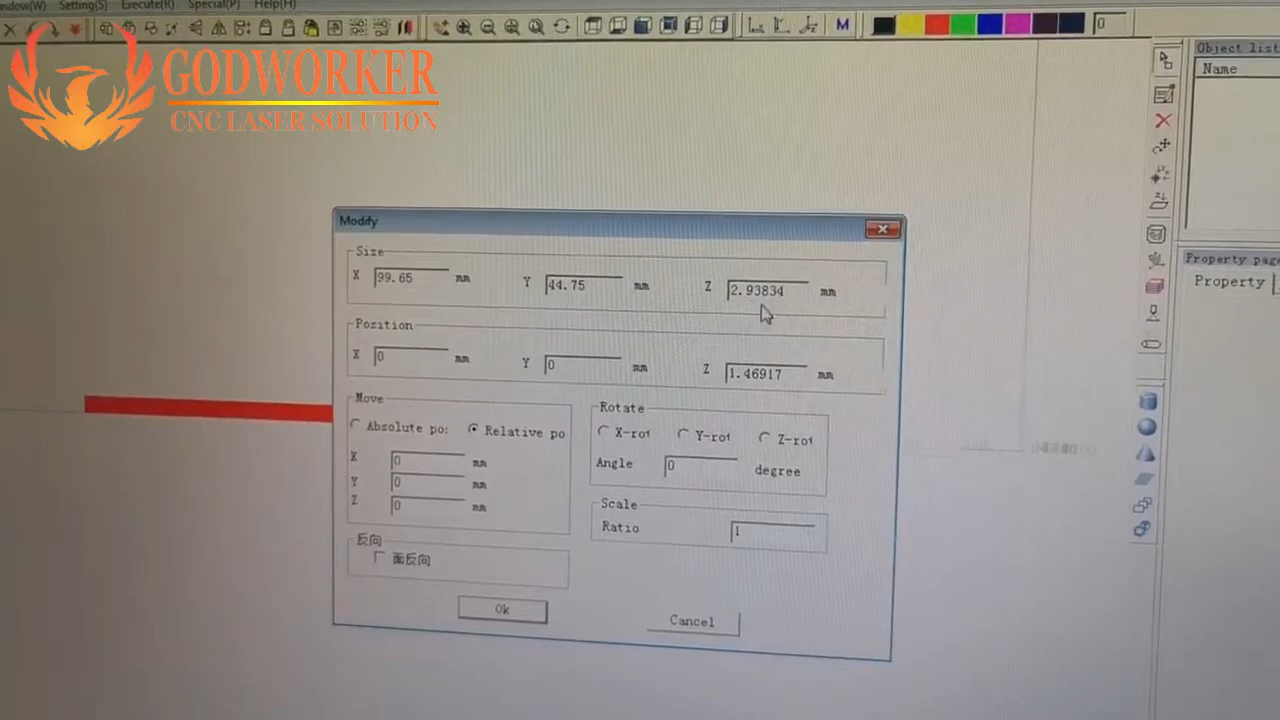 ndow(W) Setting(S) Execute(R) Special(P) Help(H)
M 0
GODWORKER
CNC LASER SOLUTION
Object list
Name
Property page
Property
Modify
Size
X 99.65 mm Y 44.75 mm Z 2.93834 mm
Position
X 0 mm Y 0 mm Z 1.46917 mm
Move
Absolute po: Relative po
X 0 mm
Y 0 mm
Z 0 mm
Rotate
X-rot Y-rot Z-rot
Angle 0 degree
Scale
Ratio 1
反向
面反向
Ok
Cancel